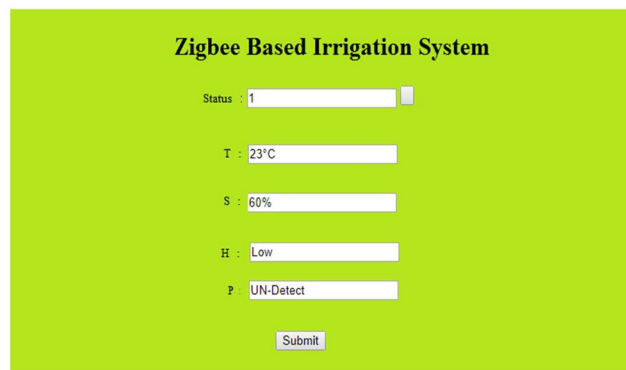 Zigbee Based Irrigation System
Status : 1
T : 23°C
S : 60%
H : Low
P : UN-Detect
Submit